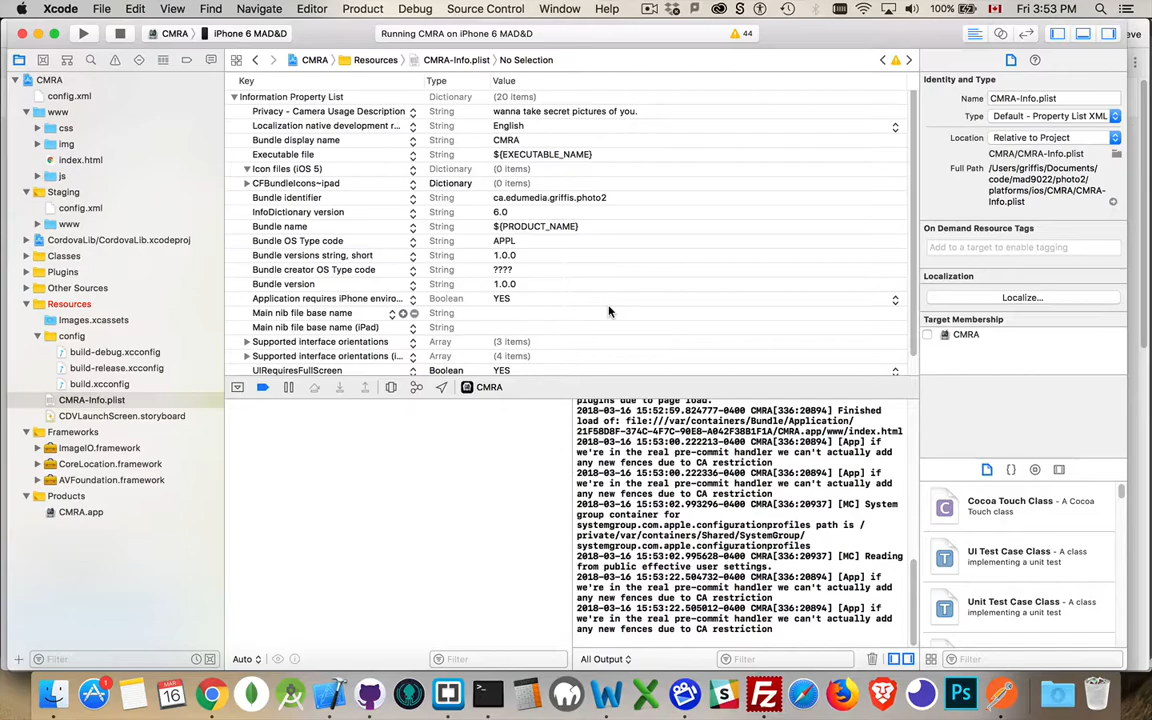 Xcode File Edit View Find Navigate Editor Product Debug Source Control Window Help 100% Fri 3:53 PM
CMRA iPhone 6 MAD&D Running CMRA on iPhone 6 MAD&D 44
CMRA Resources CMRA-Info.plist No Selection
CMRA
config.xml
www
css
img
index.html
js
Staging
config.xml
www
CordovaLib/CordovaLib.xcodeproj
Classes
Plugins
Other Sources
Resources
Images.xcassets
config
build-debug.xcconfig
build-release.xcconfig
build.xcconfig
CMRA-Info.plist
CDVLaunchScreen.storyboard
Frameworks
ImageIO.framework
CoreLocation.framework
AVFoundation.framework
Products
CMRA.app
Filter
Key Type Value
Information Property List Dictionary (20 items)
Privacy - Camera Usage Description String wanna take secret pictures of you.
Localization native development r... String English
Bundle display name String CMRA
Executable file String ${EXECUTABLE_NAME}
Icon files (iOS 5) Dictionary (0 items)
CFBundleIcons~ipad Dictionary (0 items)
Bundle identifier String ca.edumedia.griffis.photo2
InfoDictionary version String 6.0
Bundle name String ${PRODUCT_NAME}
Bundle OS Type code String APPL
Bundle versions string, short String 1.0.0
Bundle creator OS Type code String ????
Bundle version String 1.0.0
Application requires iPhone enviro... Boolean YES
Main nib file base name String
Main nib file base name (iPad) String
Supported interface orientations Array (3 items)
Supported interface orientations (i... Array (4 items)
UIRequiresFullScreen Boolean YES
CMRA
plugins due to page load.
2018-03-16 15:52:59.824777-0400 CMRA[336:20894] Finished
load of: file:///var/containers/Bundle/Application/
21F58D8F-374C-4F7C-90E8-A042F38B1F1A/CMRA.app/www/index.html
2018-03-16 15:53:00.222213-0400 CMRA[336:20894] [App] if
we're in the real pre-commit handler we can't actually add
any new fences due to CA restriction
2018-03-16 15:53:00.222336-0400 CMRA[336:20894] [App] if
we're in the real pre-commit handler we can't actually add
any new fences due to CA restriction
2018-03-16 15:53:02.993296-0400 CMRA[336:20937] [MC] System
group container for
systemgroup.com.apple.configurationprofiles path is /
private/var/containers/Shared/SystemGroup/
systemgroup.com.apple.configurationprofiles
2018-03-16 15:53:02.995628-0400 CMRA[336:20937] [MC] Reading
from public effective user settings.
2018-03-16 15:53:22.504732-0400 CMRA[336:20894] [App] if
we're in the real pre-commit handler we can't actually add
any new fences due to CA restriction
2018-03-16 15:53:22.505012-0400 CMRA[336:20894] [App] if
we're in the real pre-commit handler we can't actually add
any new fences due to CA restriction
Auto Filter All Output Filter
Identity and Type
Name CMRA-Info.plist
Type Default - Property List XML
Location Relative to Project
CMRA/CMRA-Info.plist
Full Path /Users/griffis/Documents/
code/mad9022/photo2/
platforms/ios/CMRA/CMRA-
Info.plist
On Demand Resource Tags
Add a target to enable tagging
Localization
Localize...
Target Membership
CMRA
Cocoa Touch Class - A Cocoa
Touch class
UI Test Case Class - A class
implementing a unit test
Unit Test Case Class - A class
implementing a unit test
Filter
eve
MAR
16
Ps